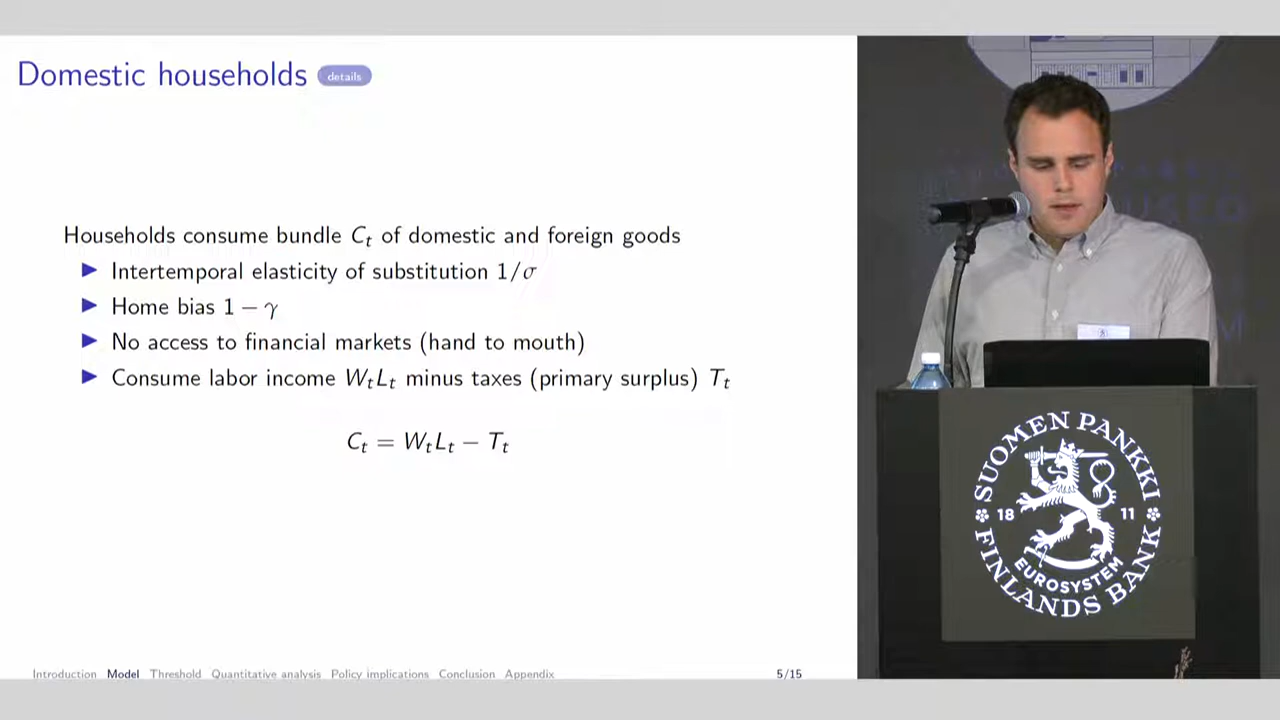 Domestic households details
Households consume bundle Cₜ of domestic and foreign goods
▶ Intertemporal elasticity of substitution 1/σ
▶ Home bias 1 − γ
▶ No access to financial markets (hand to mouth)
▶ Consume labor income WₜLₜ minus taxes (primary surplus) Tₜ
Cₜ = WₜLₜ − Tₜ
Introduction Model Threshold Quantitative analysis Policy implications Conclusion Appendix 5/15
SUOMEN PANKKI
18 11
EUROSYSTEM
FINLANDS BANK